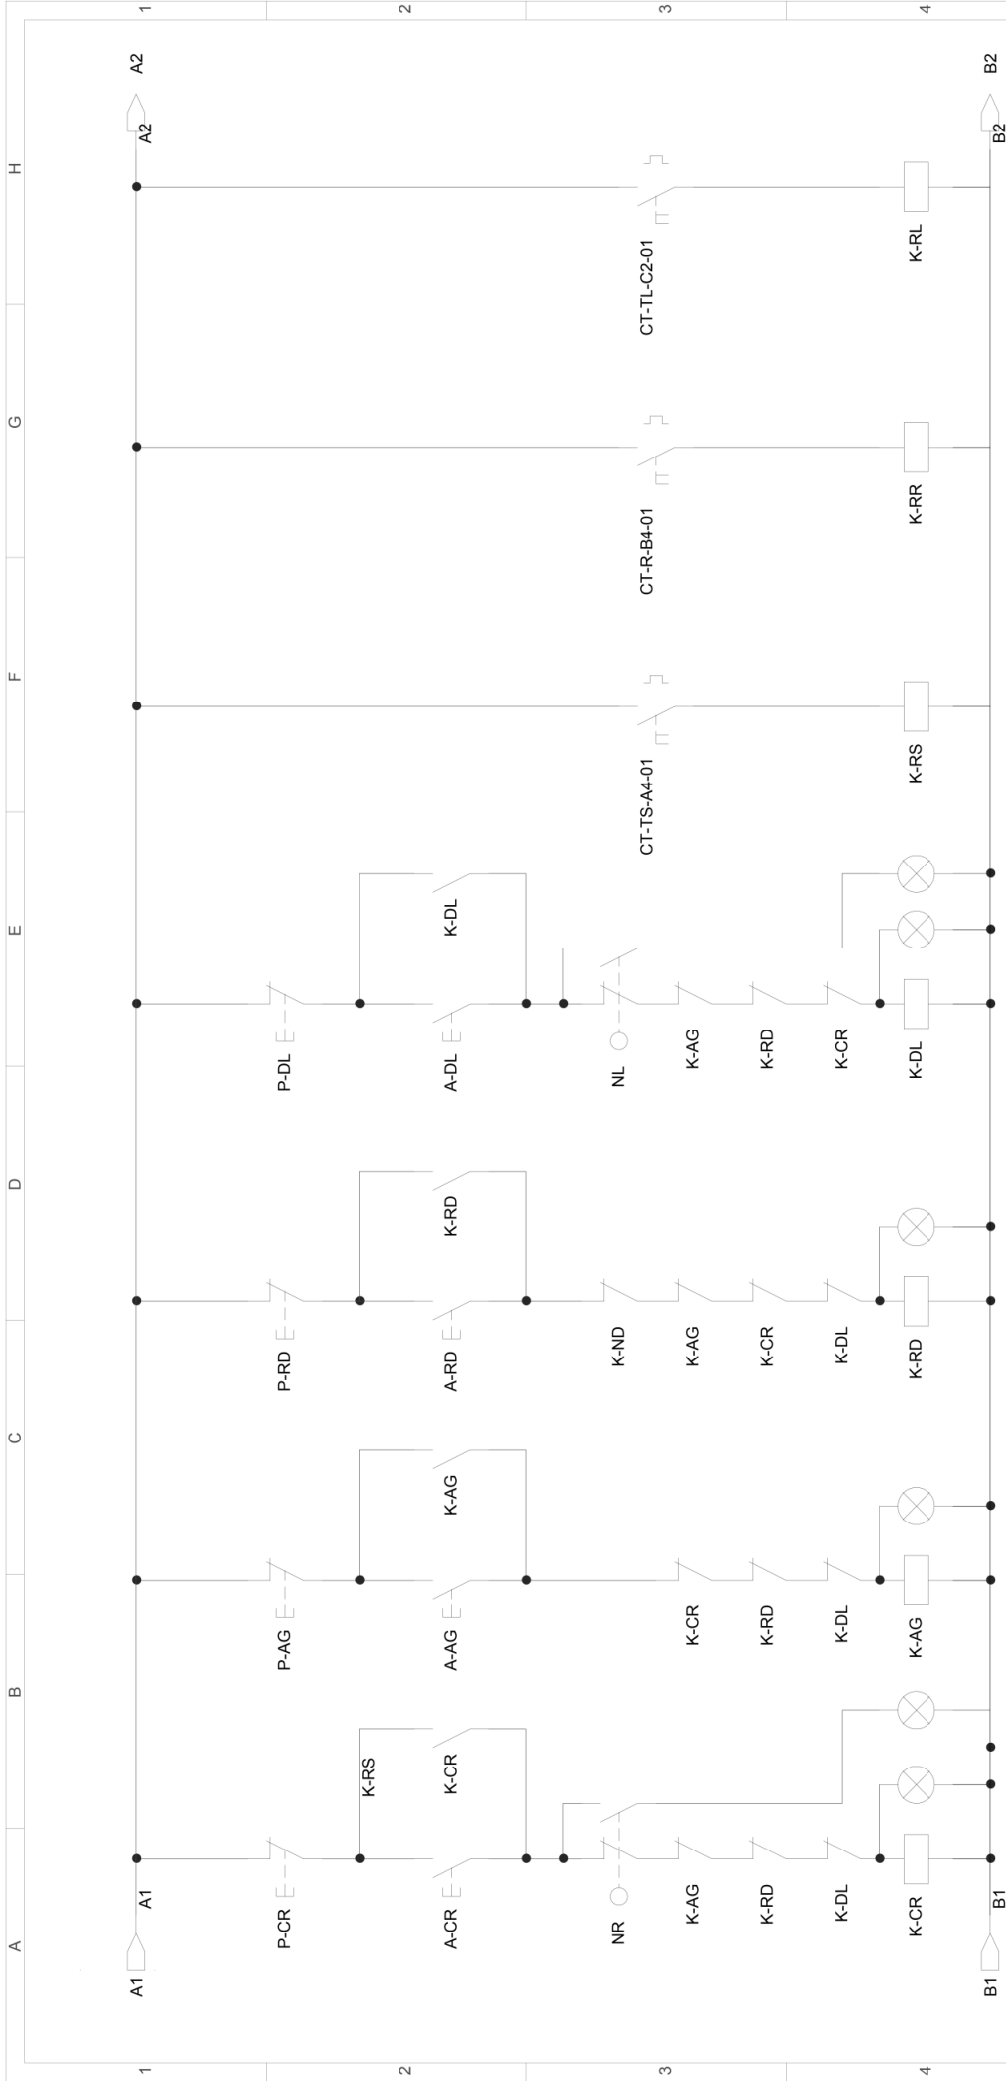 A
B
C
D
E
F
G
H
1
A1
A1
A2
A2
P-CR
P-AG
P-RD
P-DL
2
K-RS
A-CR
K-CR
A-AG
K-AG
A-RD
K-RD
A-DL
K-DL
3
NR
K-ND
NL
CT-TS-A4-01
CT-R-B4-01
CT-TL-C2-01
K-AG
K-CR
K-AG
K-AG
K-RD
K-RD
K-CR
K-RD
K-DL
K-DL
K-DL
K-CR
4
K-CR
K-AG
K-RD
K-DL
K-RS
K-RR
K-RL
B1
B1
B2
B2
1
2
3
4